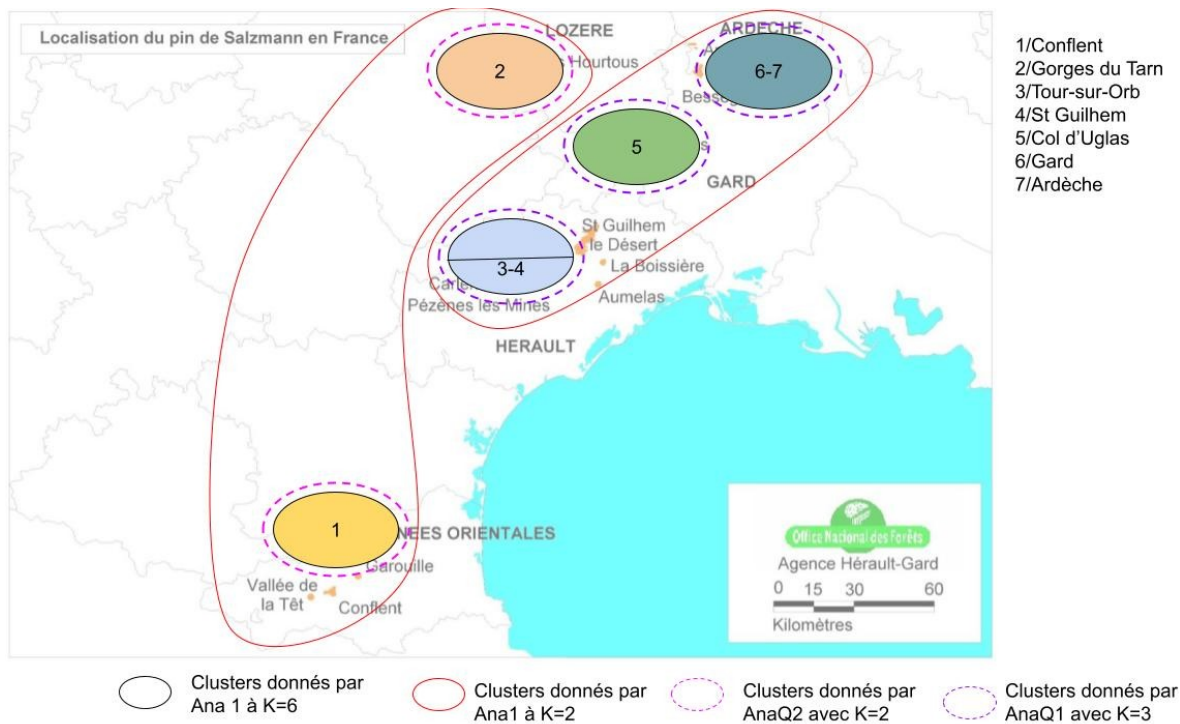 Localisation du pin de Salzmann en France
LOZERE
Hourtous
2
ARDECHE
6-7
5
GARD
St Guilhem
le Désert
3-4
La Boissière
Pézènes les Mines
Aumelas
HERAULT
1
NEES ORIENTALES
Garouille
Vallée de
la Têt
Conflent
Office National des Forêts
Agence Hérault-Gard
0 15 30 60
Kilomètres
1/Conflent
2/Gorges du Tarn
3/Tour-sur-Orb
4/St Guilhem
5/Col d'Uglas
6/Gard
7/Ardèche
Clusters donnés par
Ana 1 à K=6
Clusters donnés par
Ana1 à K=2
Clusters donnés par
AnaQ2 avec K=2
Clusters donnés par
AnaQ1 avec K=3